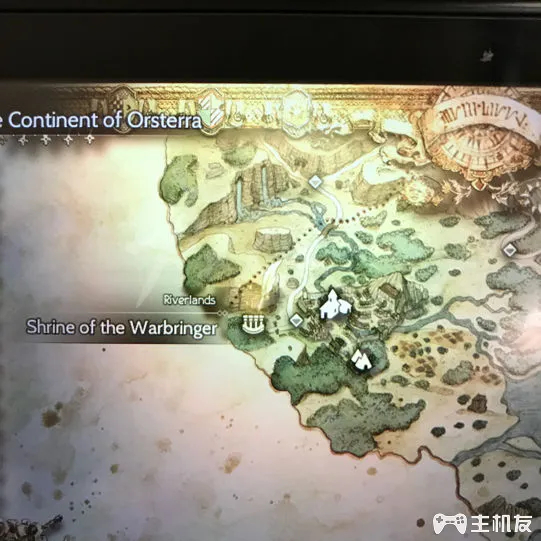 e Continent of Orsterra
Riverlands
Shrine of the Warbringer
主机友